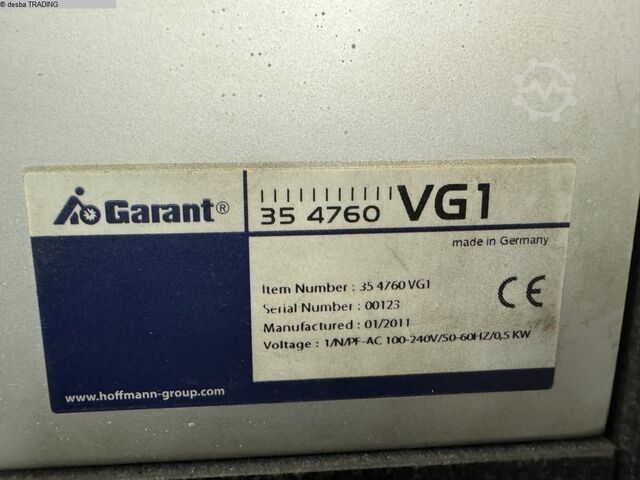 ® desba TRADING
Garant®
35 4760 VG1
made in Germany
Item Number : 35 4760 VG1
Serial Number : 00123
Manufactured : 01/2011
Voltage : 1/N/PF-AC 100-240V/50-60HZ/0,5 KW
CE
www.hoffmann-group.com